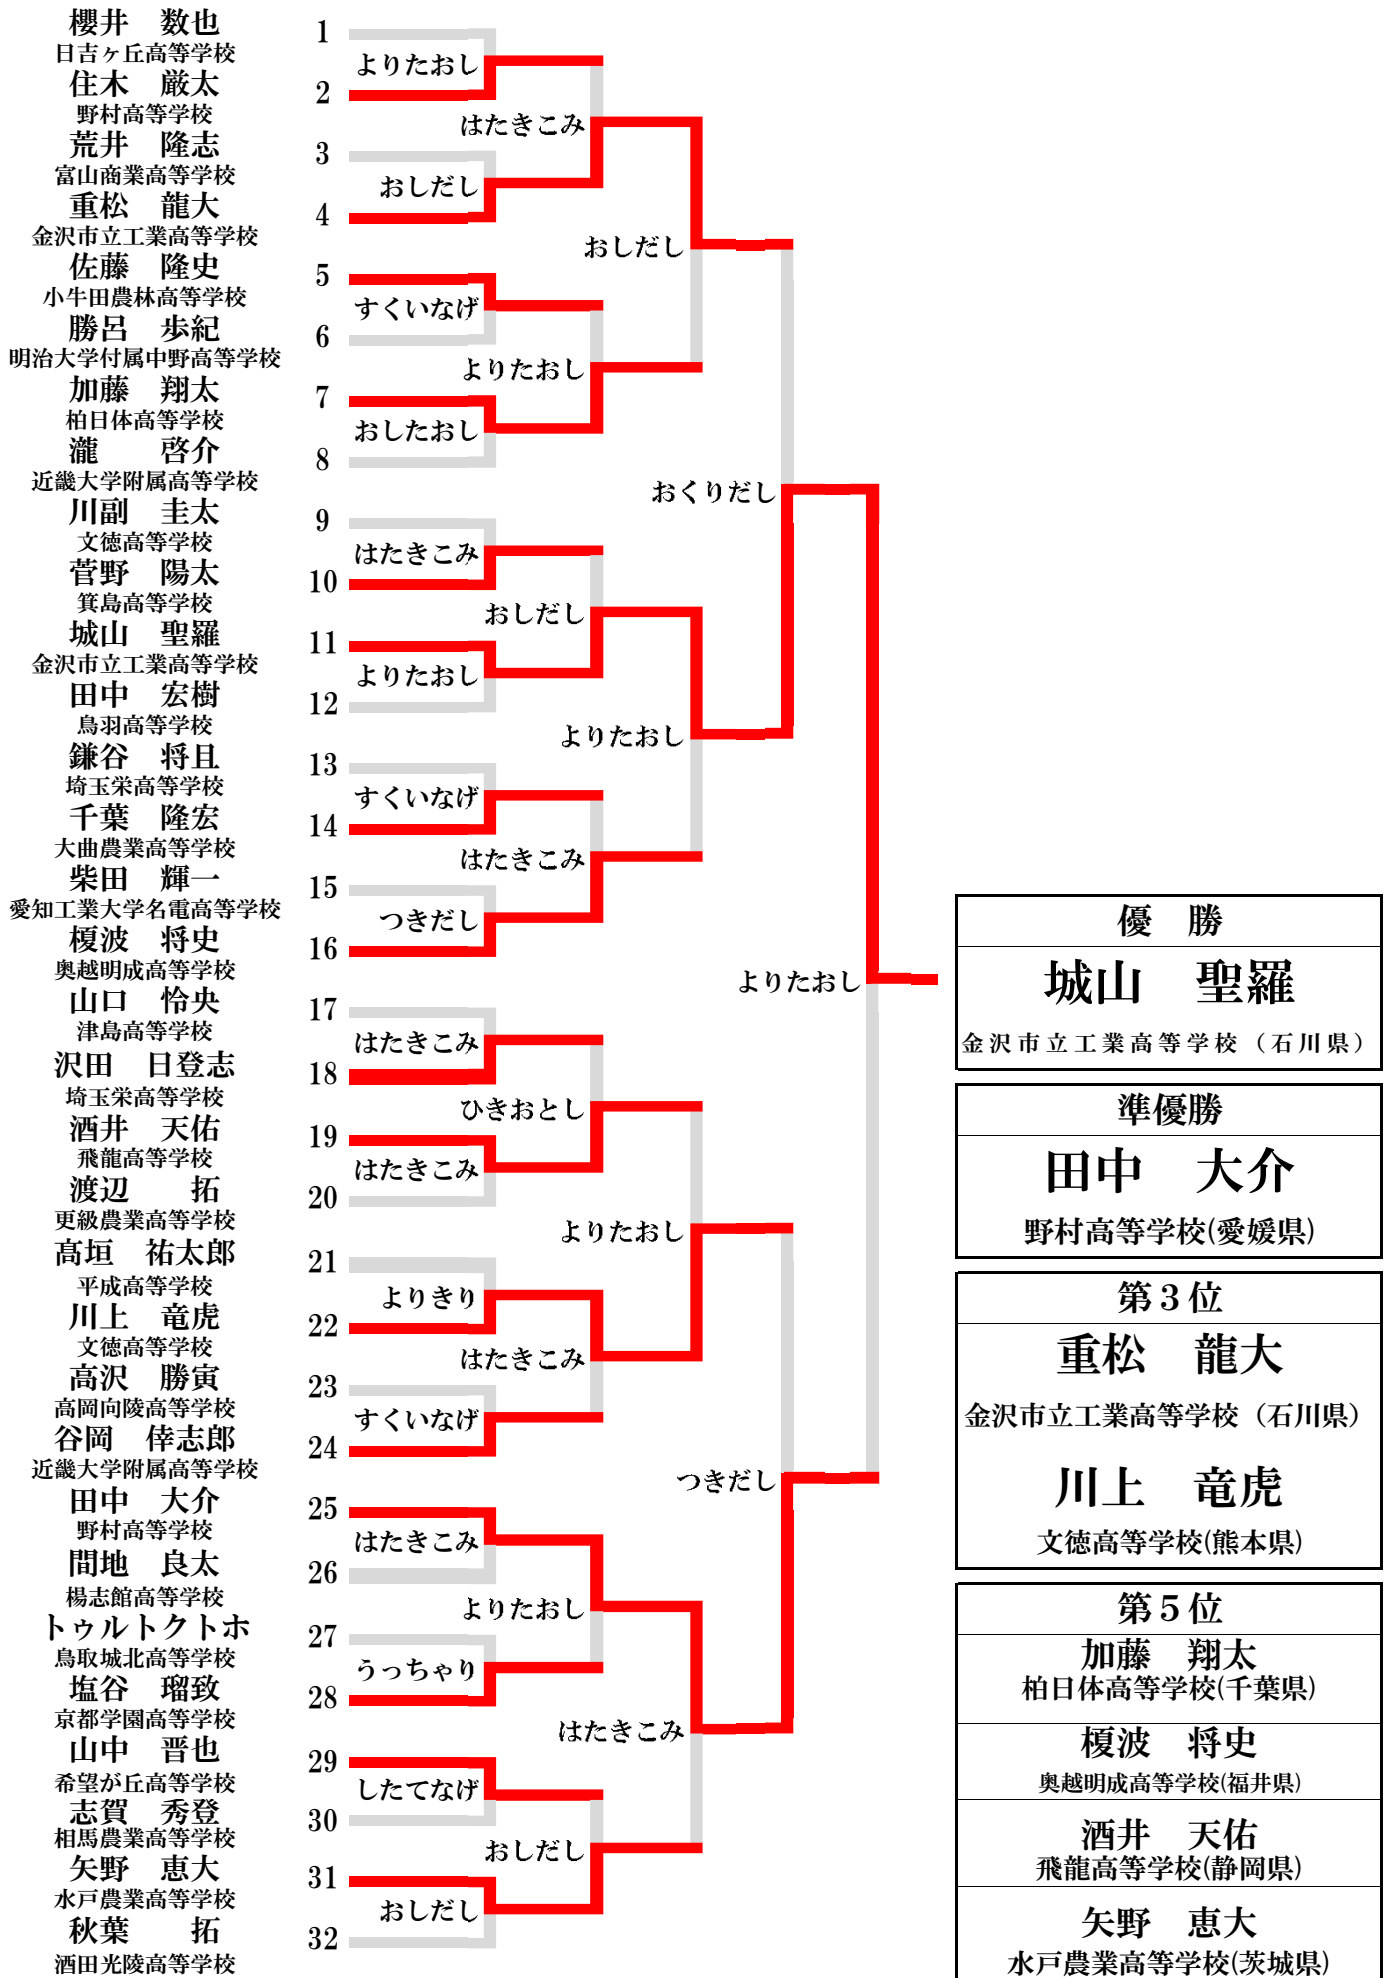 櫻井　数也
日吉ヶ丘高等学校
住木　厳太
野村高等学校
荒井　隆志
富山商業高等学校
重松　龍大
金沢市立工業高等学校
佐藤　隆史
小牛田農林高等学校
勝呂　歩紀
明治大学付属中野高等学校
加藤　翔太
柏日体高等学校
瀧　　啓介
近畿大学附属高等学校
川副　圭太
文徳高等学校
菅野　陽太
箕島高等学校
城山　聖羅
金沢市立工業高等学校
田中　宏樹
鳥羽高等学校
鎌谷　将且
埼玉栄高等学校
千葉　隆宏
大曲農業高等学校
柴田　輝一
愛知工業大学名電高等学校
榎波　将史
奥越明成高等学校
山口　怜央
津島高等学校
沢田　日登志
埼玉栄高等学校
酒井　天佑
飛龍高等学校
渡辺　　拓
更級農業高等学校
高垣　祐太郎
平成高等学校
川上　竜虎
文徳高等学校
高沢　勝寅
高岡向陵高等学校
谷岡　倖志郎
近畿大学附属高等学校
田中　大介
野村高等学校
間地　良太
楊志館高等学校
トゥルトクトホ
鳥取城北高等学校
塩谷　瑠致
京都学園高等学校
山中　晋也
希望が丘高等学校
志賀　秀登
相馬農業高等学校
矢野　恵大
水戸農業高等学校
秋葉　　拓
酒田光陵高等学校
1
2
3
4
5
6
7
8
9
10
11
12
13
14
15
16
17
18
19
20
21
22
23
24
25
26
27
28
29
30
31
32
よりたおし
おしだし
すくいなげ
おしたおし
はたきこみ
よりたおし
すくいなげ
つきだし
はたきこみ
はたきこみ
よりきり
すくいなげ
はたきこみ
うっちゃり
したてなげ
おしだし
はたきこみ
よりたおし
おしだし
はたきこみ
ひきおとし
はたきこみ
よりたおし
おしだし
おしだし
よりたおし
よりたおし
はたきこみ
おくりだし
つきだし
よりたおし
優　勝
城山　聖羅
金沢市立工業高等学校（石川県）
準優勝
田中　大介
野村高等学校(愛媛県)
第３位
重松　龍大
金沢市立工業高等学校（石川県）
川上　竜虎
文徳高等学校(熊本県)
第５位
加藤　翔太
柏日体高等学校(千葉県)
榎波　将史
奥越明成高等学校(福井県)
酒井　天佑
飛龍高等学校(静岡県)
矢野　恵大
水戸農業高等学校(茨城県)